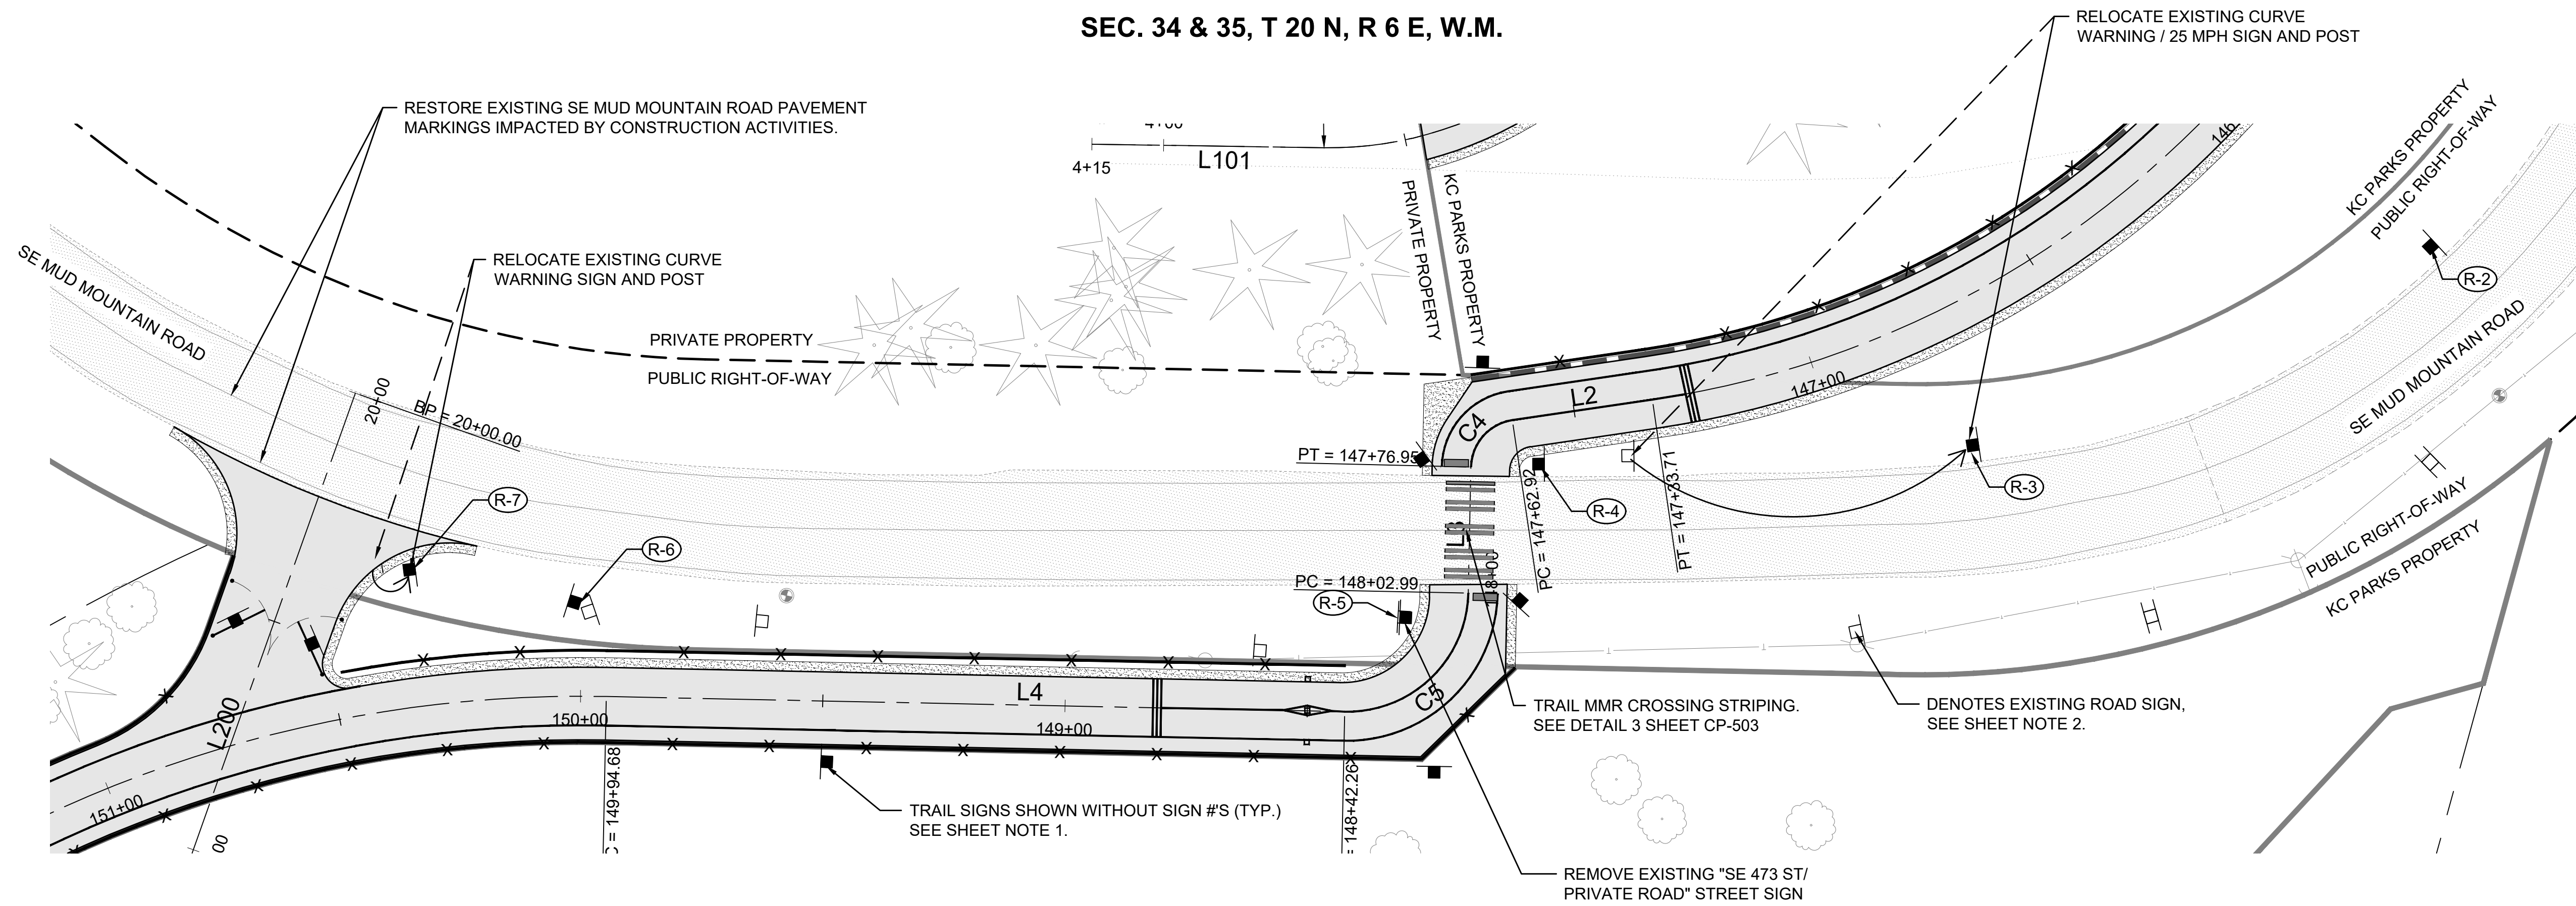 SEC. 34 & 35, T 20 N, R 6 E, W.M.
RELOCATE EXISTING CURVE
WARNING / 25 MPH SIGN AND POST
RESTORE EXISTING SE MUD MOUNTAIN ROAD PAVEMENT
MARKINGS IMPACTED BY CONSTRUCTION ACTIVITIES.
4+15
L101
146
KC PARKS PROPERTY
PUBLIC RIGHT-OF-WAY
PRIVATE PROPERTY
KC PARKS PROPERTY
SE MUD MOUNTAIN ROAD
RELOCATE EXISTING CURVE
WARNING SIGN AND POST
R-2
SE MUD MOUNTAIN ROAD
PRIVATE PROPERTY
PUBLIC RIGHT-OF-WAY
20+00
BP = 20+00.00
L2
C4
147+00
PT = 147+76.95
PC = 147+62.92
PT = 147+33.71
R-7
R-4
R-3
R-6
L3
PC = 148+02.99
R-5
PUBLIC RIGHT-OF-WAY
KC PARKS PROPERTY
L200
L4
C5
150+00
149+00
151+00
C = 149+94.68
= 148+42.26
00
TRAIL MMR CROSSING STRIPING.
SEE DETAIL 3 SHEET CP-503
DENOTES EXISTING ROAD SIGN,
SEE SHEET NOTE 2.
TRAIL SIGNS SHOWN WITHOUT SIGN #'S (TYP.)
SEE SHEET NOTE 1.
REMOVE EXISTING "SE 473 ST/
PRIVATE ROAD" STREET SIGN